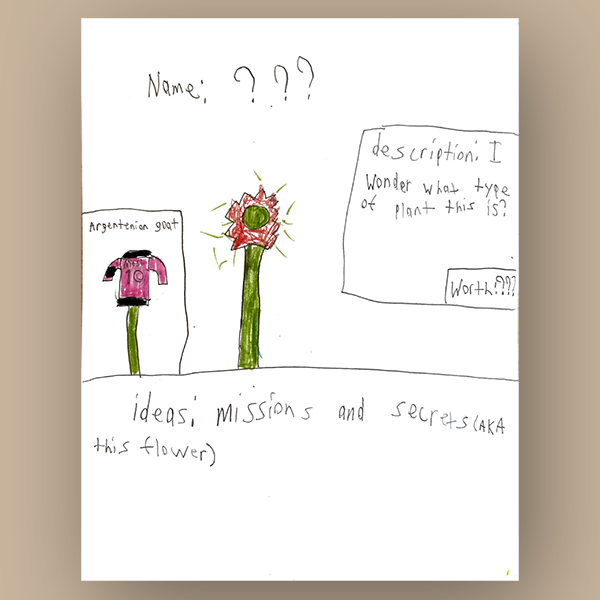 Name: ? ? ?
description: I
wonder what type
of plant this is?
Worth:???
Argentenian goat
10
ideas: missions and secrets (AKA
this flower)